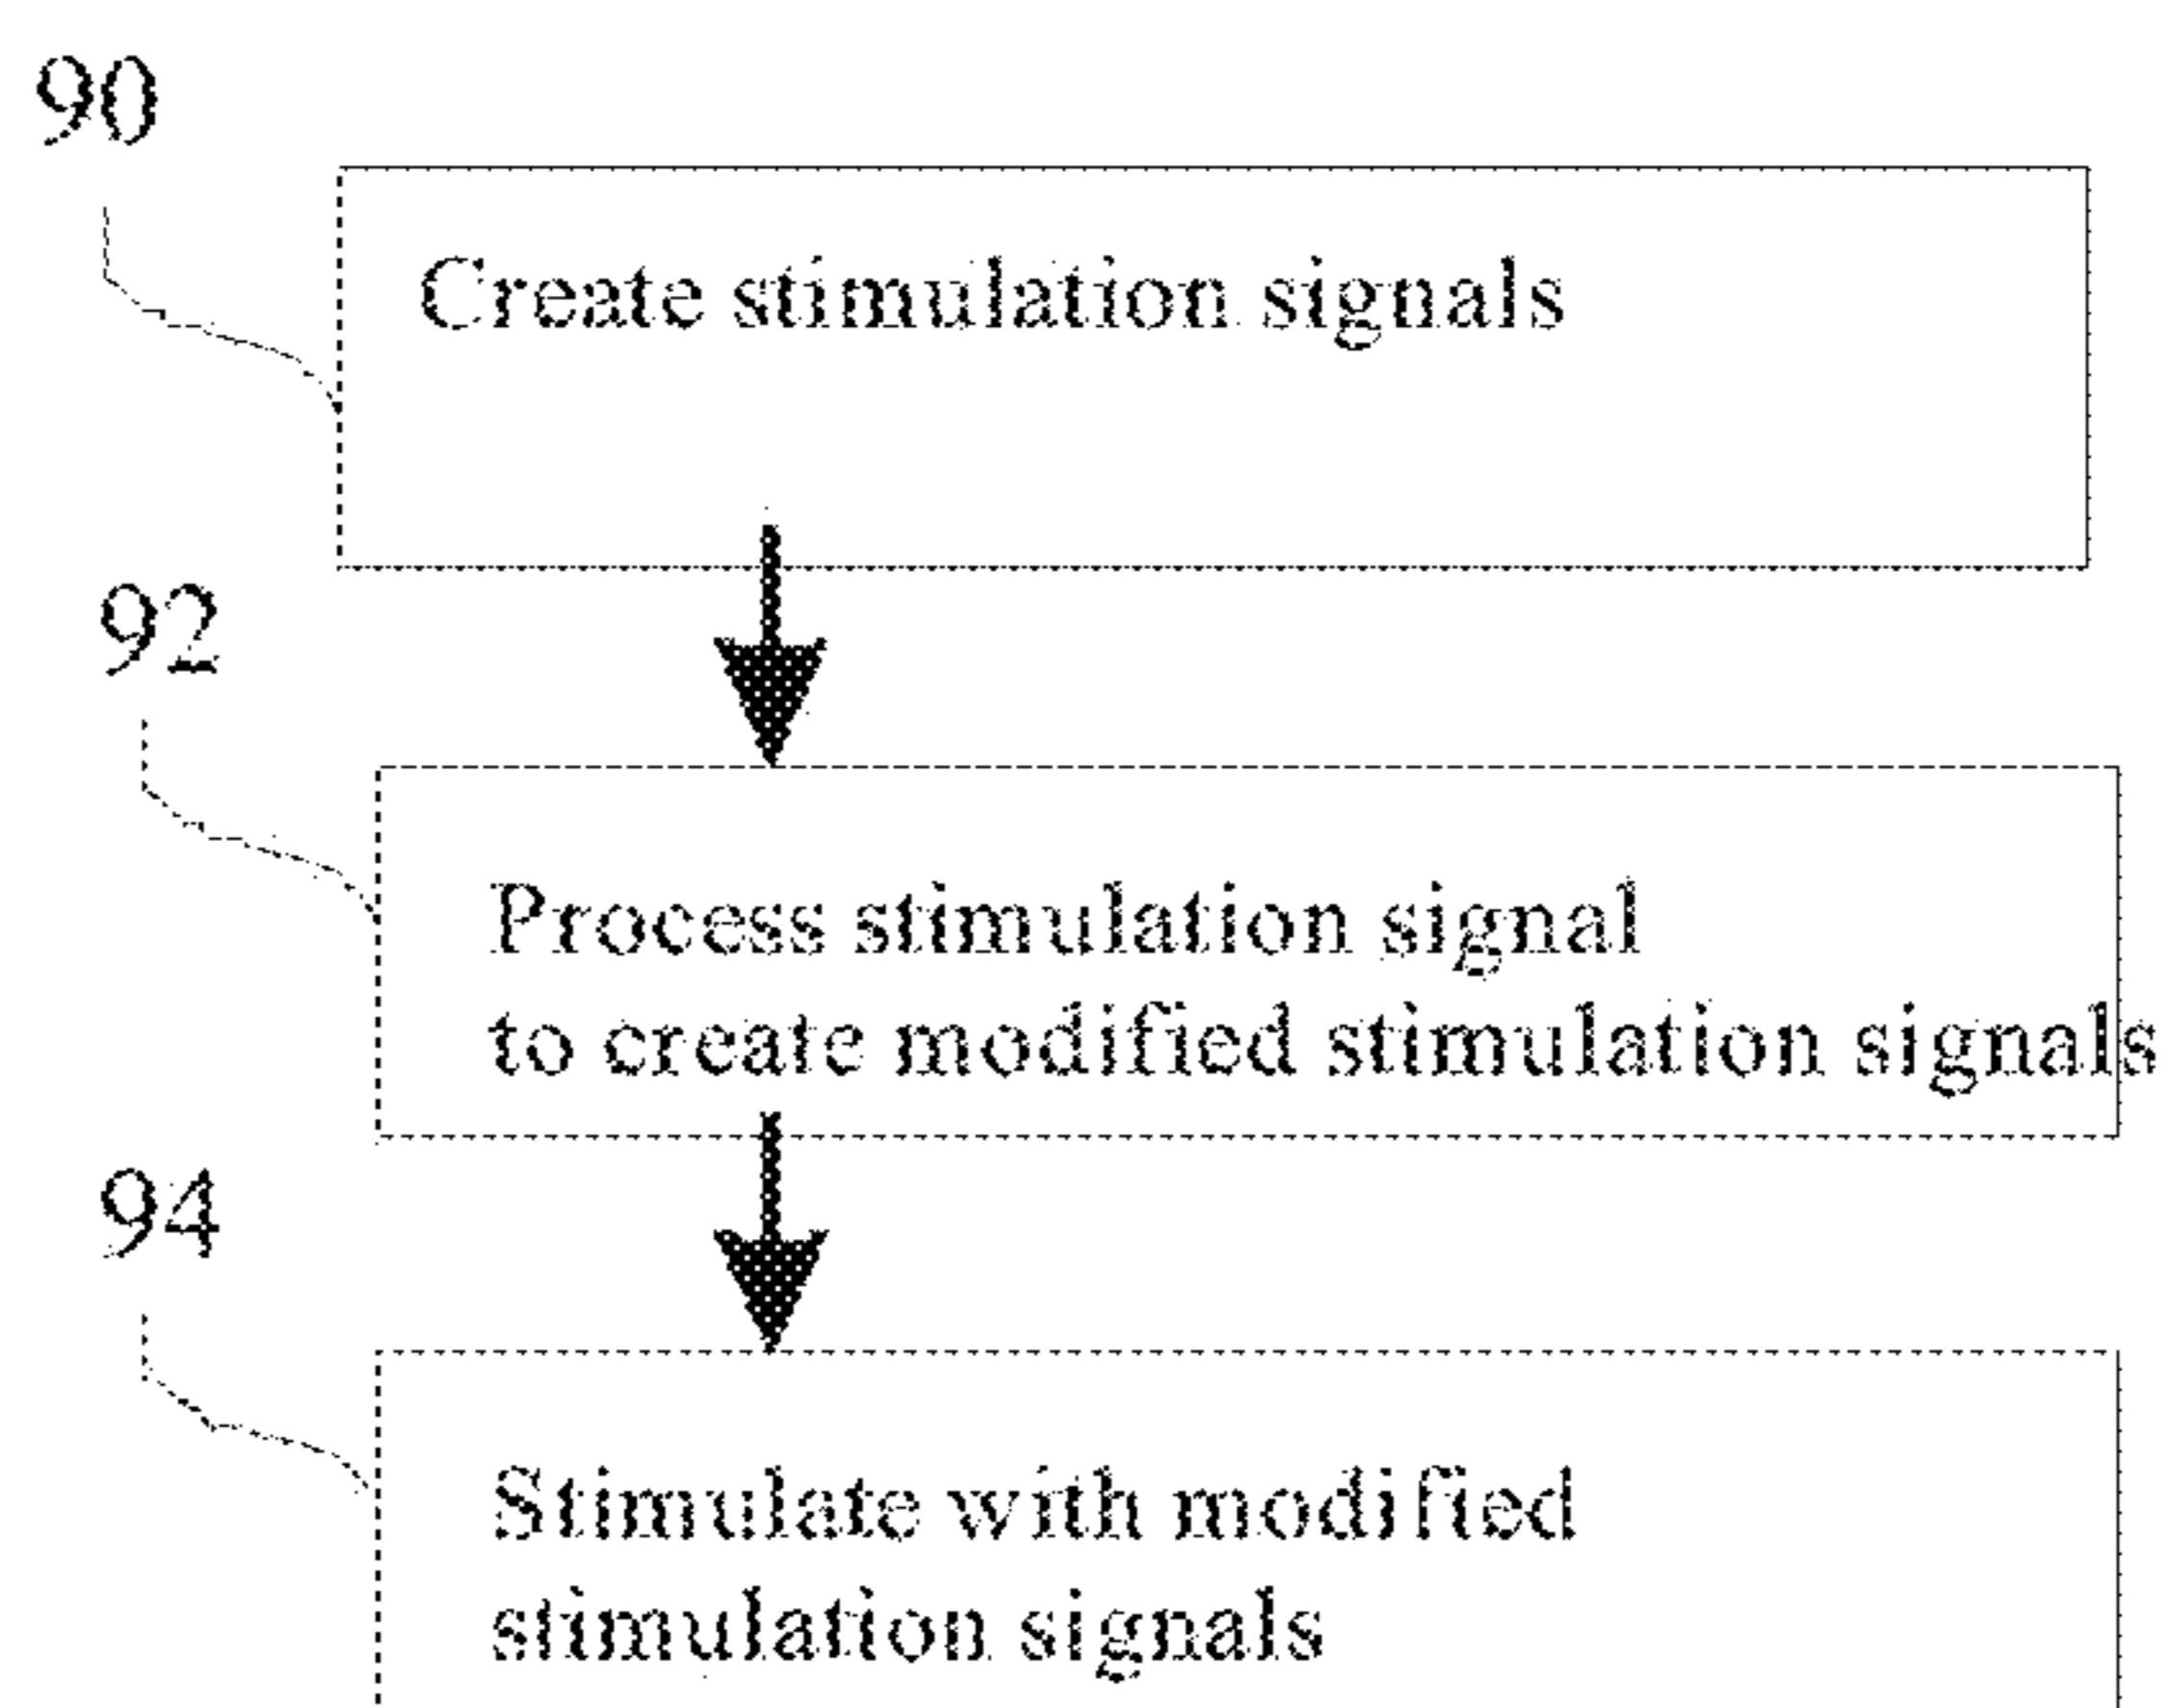 90
Create stimulation signals
92
Process stimulation signal
to create modified stimulation signals
94
Stimulate with modified
stimulation signals